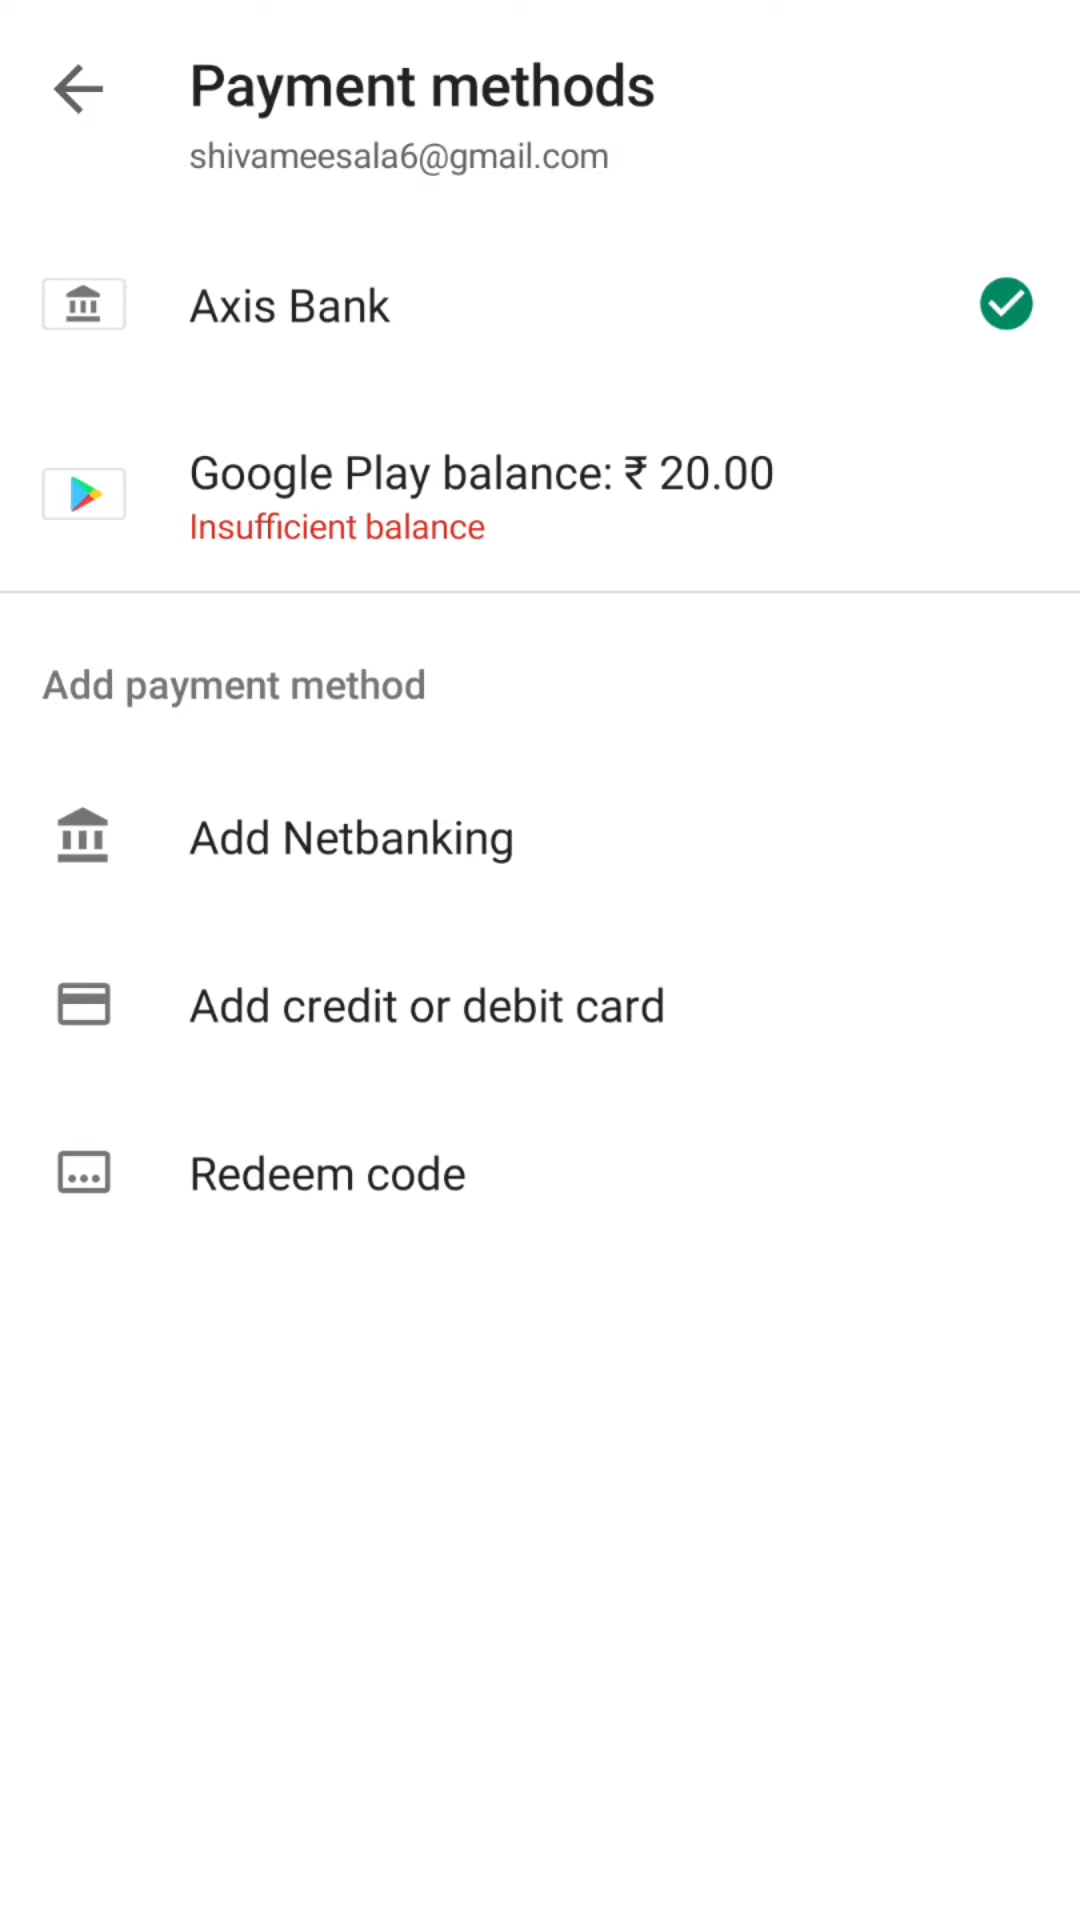 Payment methods
shivameesala6@gmail.com
Axis Bank
Google Play balance: ₹ 20.00
Insufficient balance
Add payment method
Add Netbanking
Add credit or debit card
Redeem code